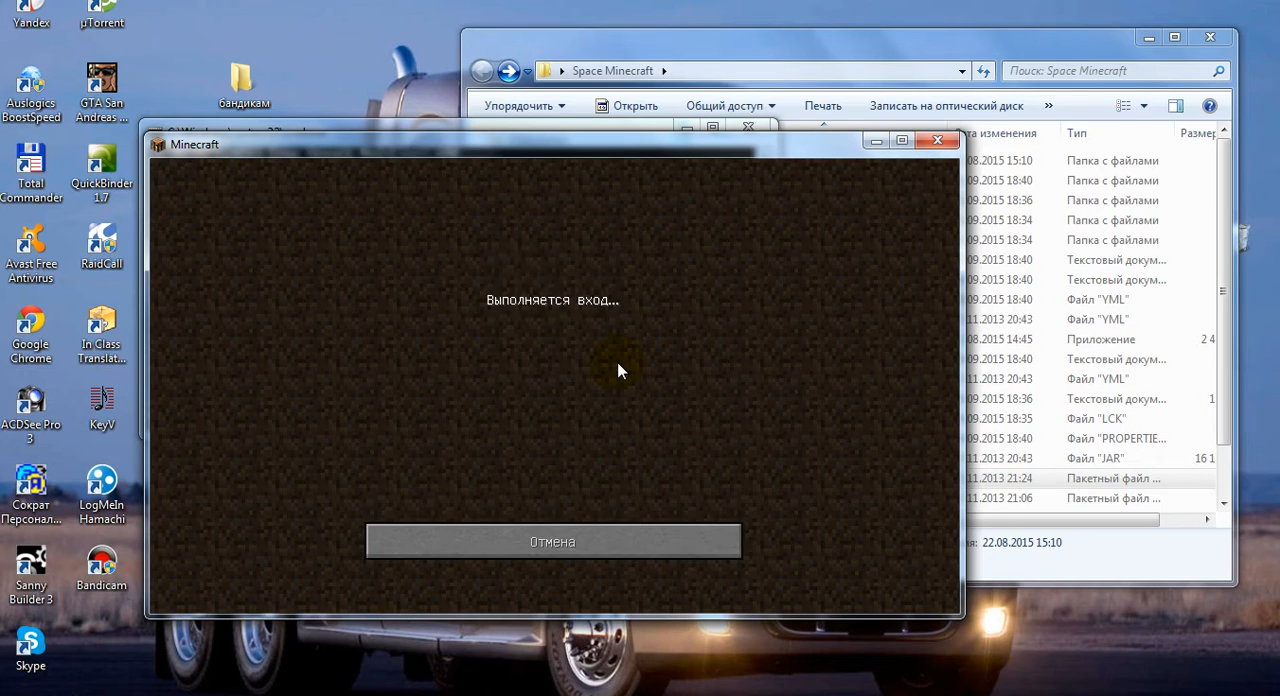 Yandex
µTorrent
Auslogics
BoostSpeed
GTA San
Andreas ...
бандикам
Total
Commander
QuickBinder
1.7
Avast Free
Antivirus
RaidCall
Google
Chrome
In Class
Translat...
ACDSee Pro
3
KeyV
Сократ
Персонал...
LogMeIn
Hamachi
Sanny
Builder 3
Bandicam
Skype
Space Minecraft
Поиск: Space Minecraft
Упорядочить
Открыть
Общий доступ
Печать
Записать на оптический диск
»
изменения
Тип
Размер
08.2015 15:10
Папка с файлами
09.2015 18:40
Папка с файлами
09.2015 18:36
Папка с файлами
09.2015 18:34
Папка с файлами
09.2015 18:34
Папка с файлами
09.2015 18:40
Текстовый докум...
09.2015 18:40
Текстовый докум...
09.2015 18:40
Файл "YML"
11.2013 20:43
Файл "YML"
08.2015 14:45
Приложение
2 4
09.2015 18:40
Текстовый докум...
11.2013 20:43
Файл "YML"
09.2015 18:36
Текстовый докум...
1
09.2015 18:35
Файл "LCK"
09.2015 18:40
Файл "PROPERTIE...
11.2013 20:43
Файл "JAR"
16 1
11.2013 21:24
Пакетный файл ...
11.2013 21:06
Пакетный файл ...
22.08.2015 15:10
Minecraft
Выполняется вход...
Отмена